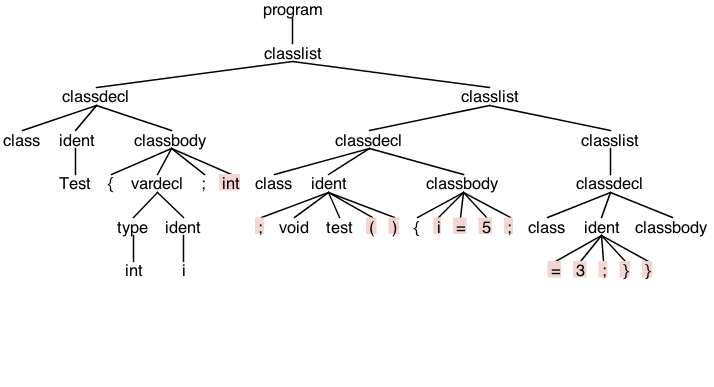 program
classlist
classdecl classlist
class ident classbody classdecl classlist
Test { vardecl ; int class ident classbody classdecl
type ident ; void test ( ) { i = 5 ; class ident classbody
int i = 3 ; } }